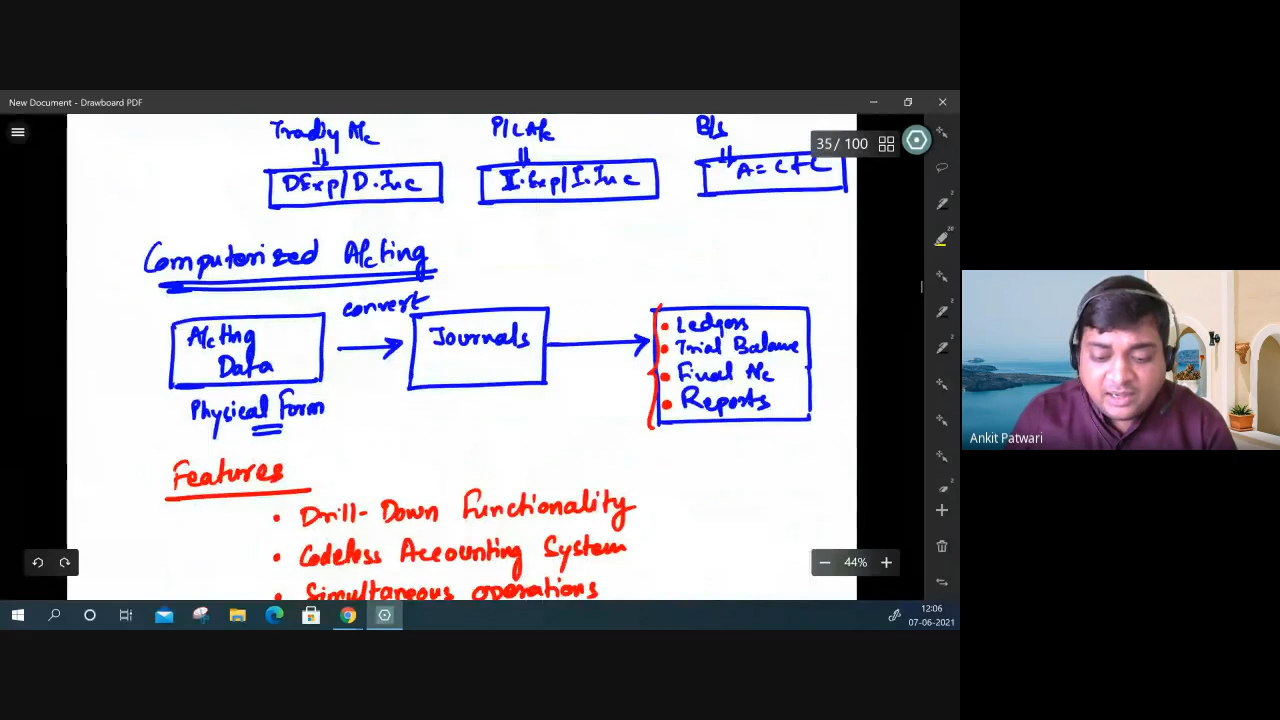 New Document - Drawboard PDF
Trading A/c P/L A/c B/s
35 / 100
D Exp / D. Inc I. Exp / I. Inc A = C + L
Computerized A/cting
convert
A/cting Data
Journals
• Ledgers
• Trial Balance
• Final A/c
• Reports
Physical Form
Ankit Patwari
Features
• Drill-Down Functionality
• Codeless Accounting System
• Simultaneous operations
44%
12:06
07-06-2021